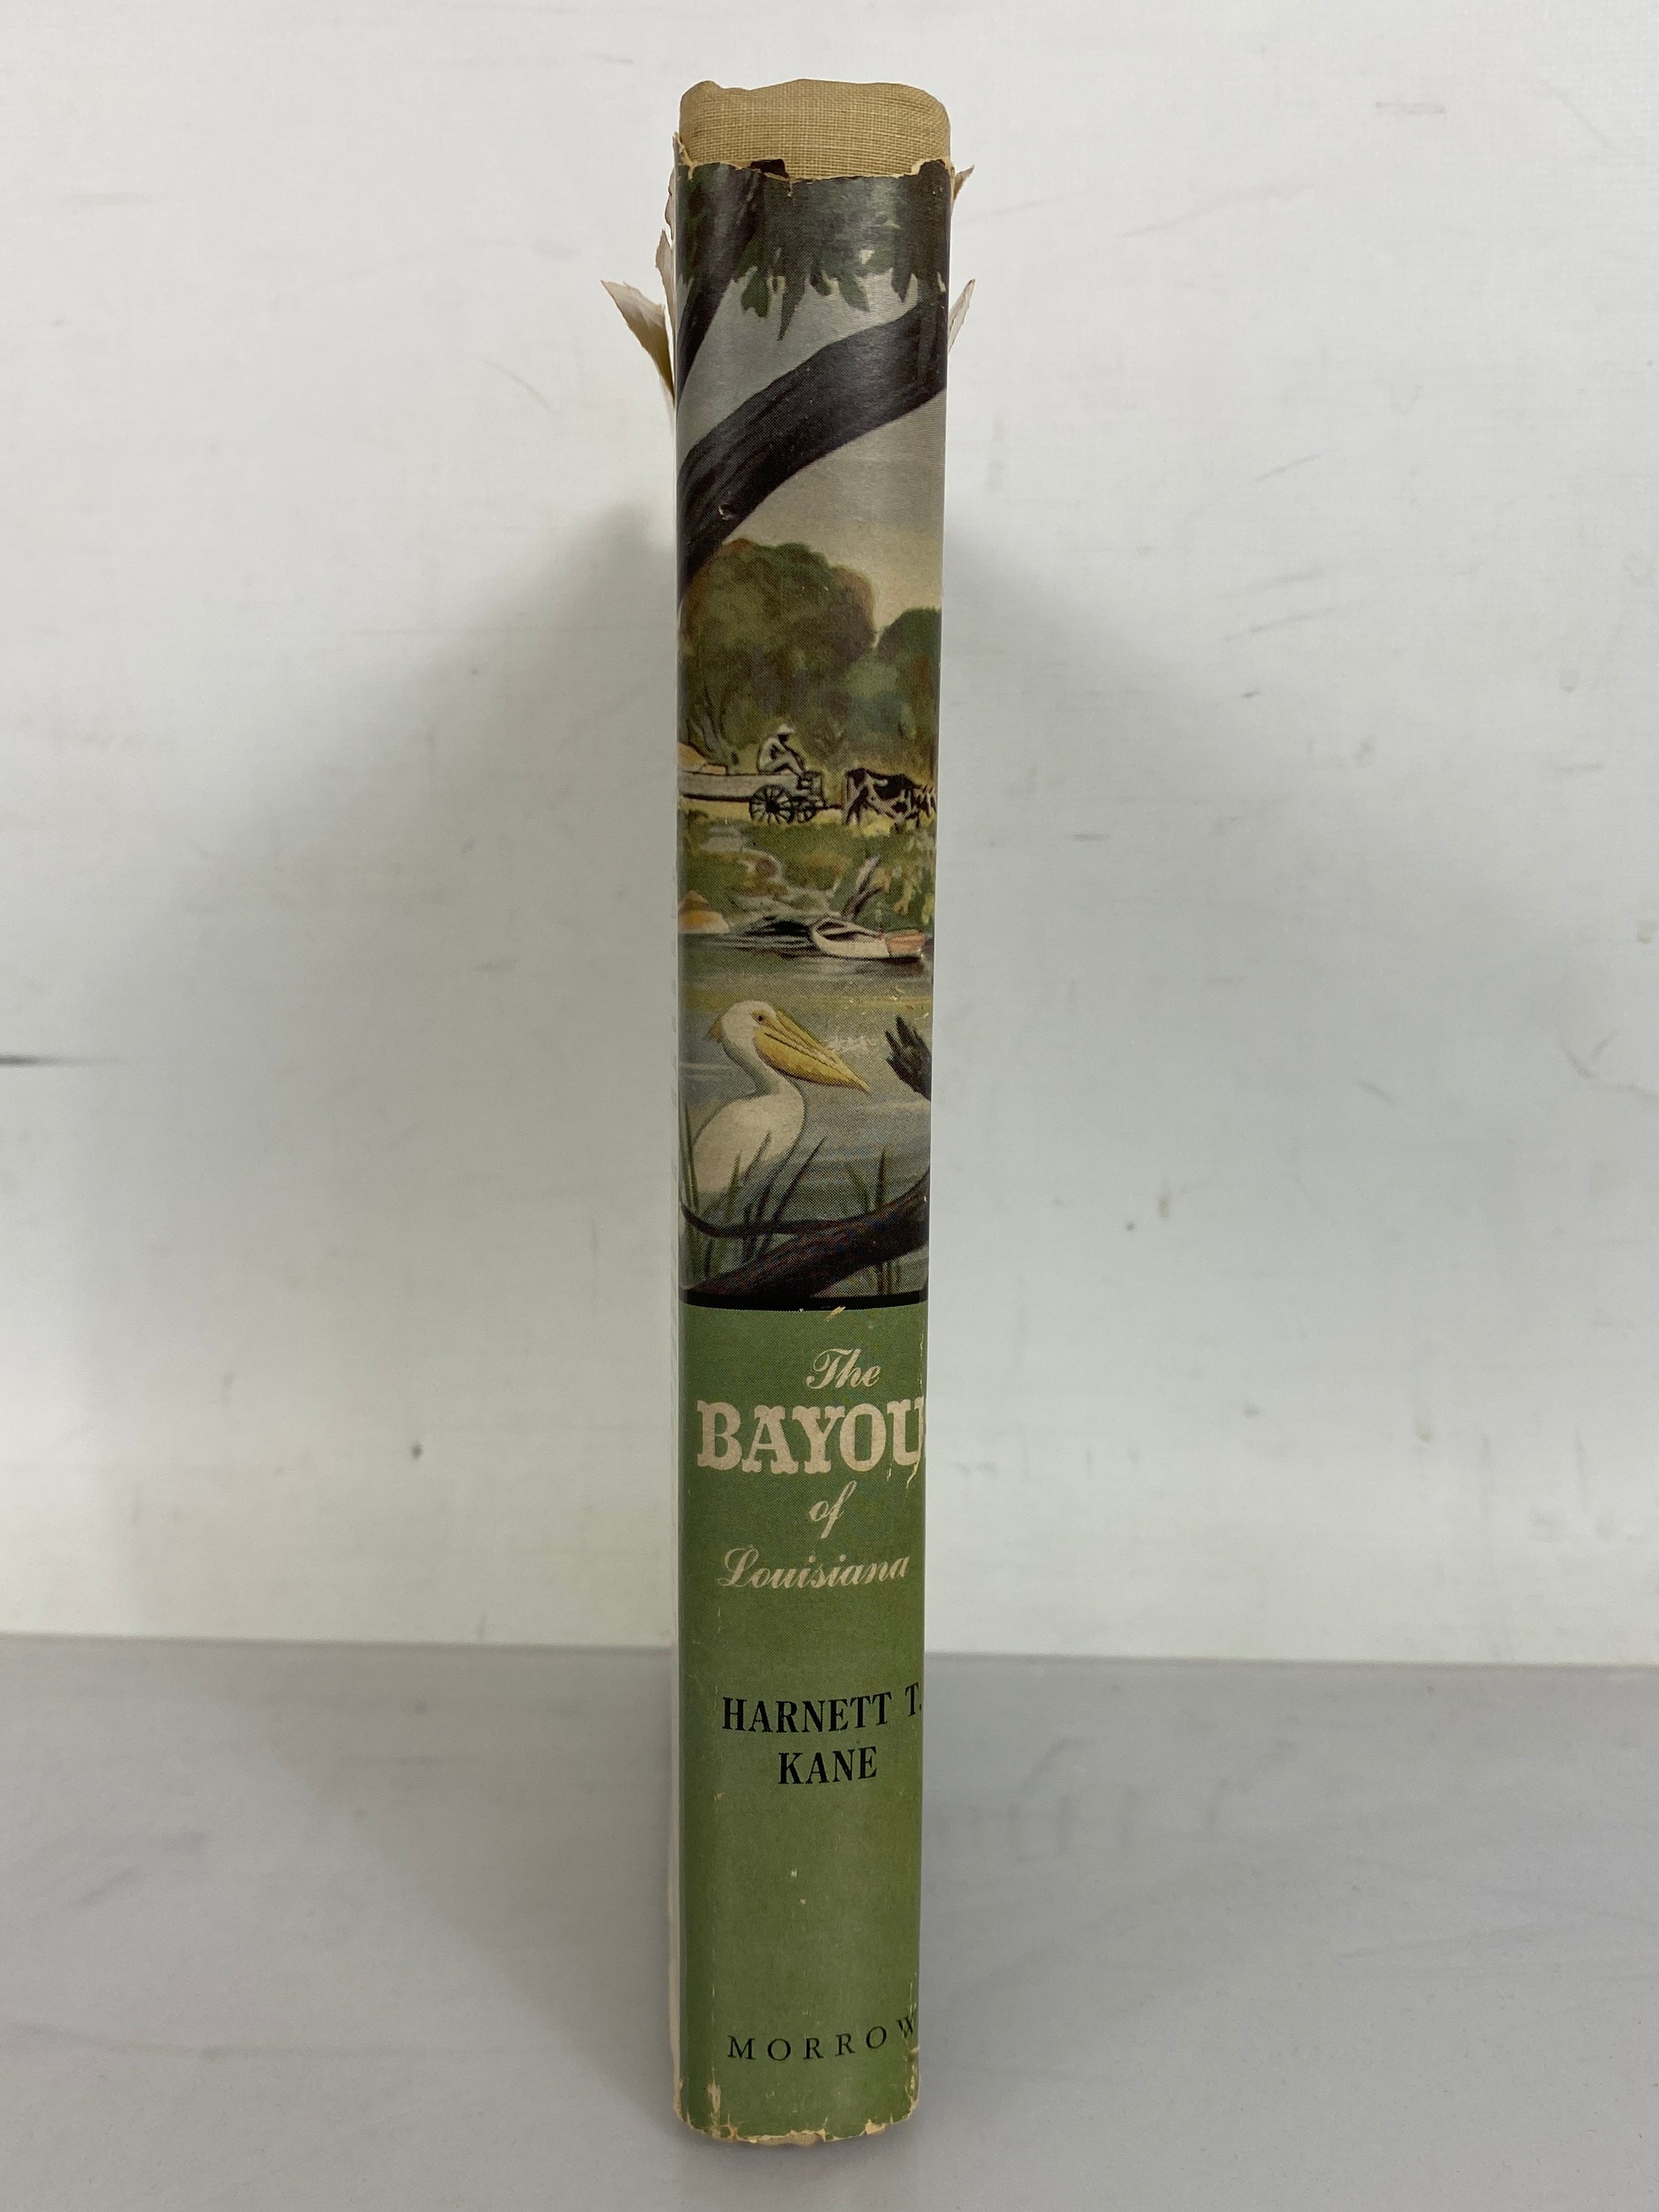 The
BAYOU
of
Louisiana
HARNETT T.
KANE
MORROW